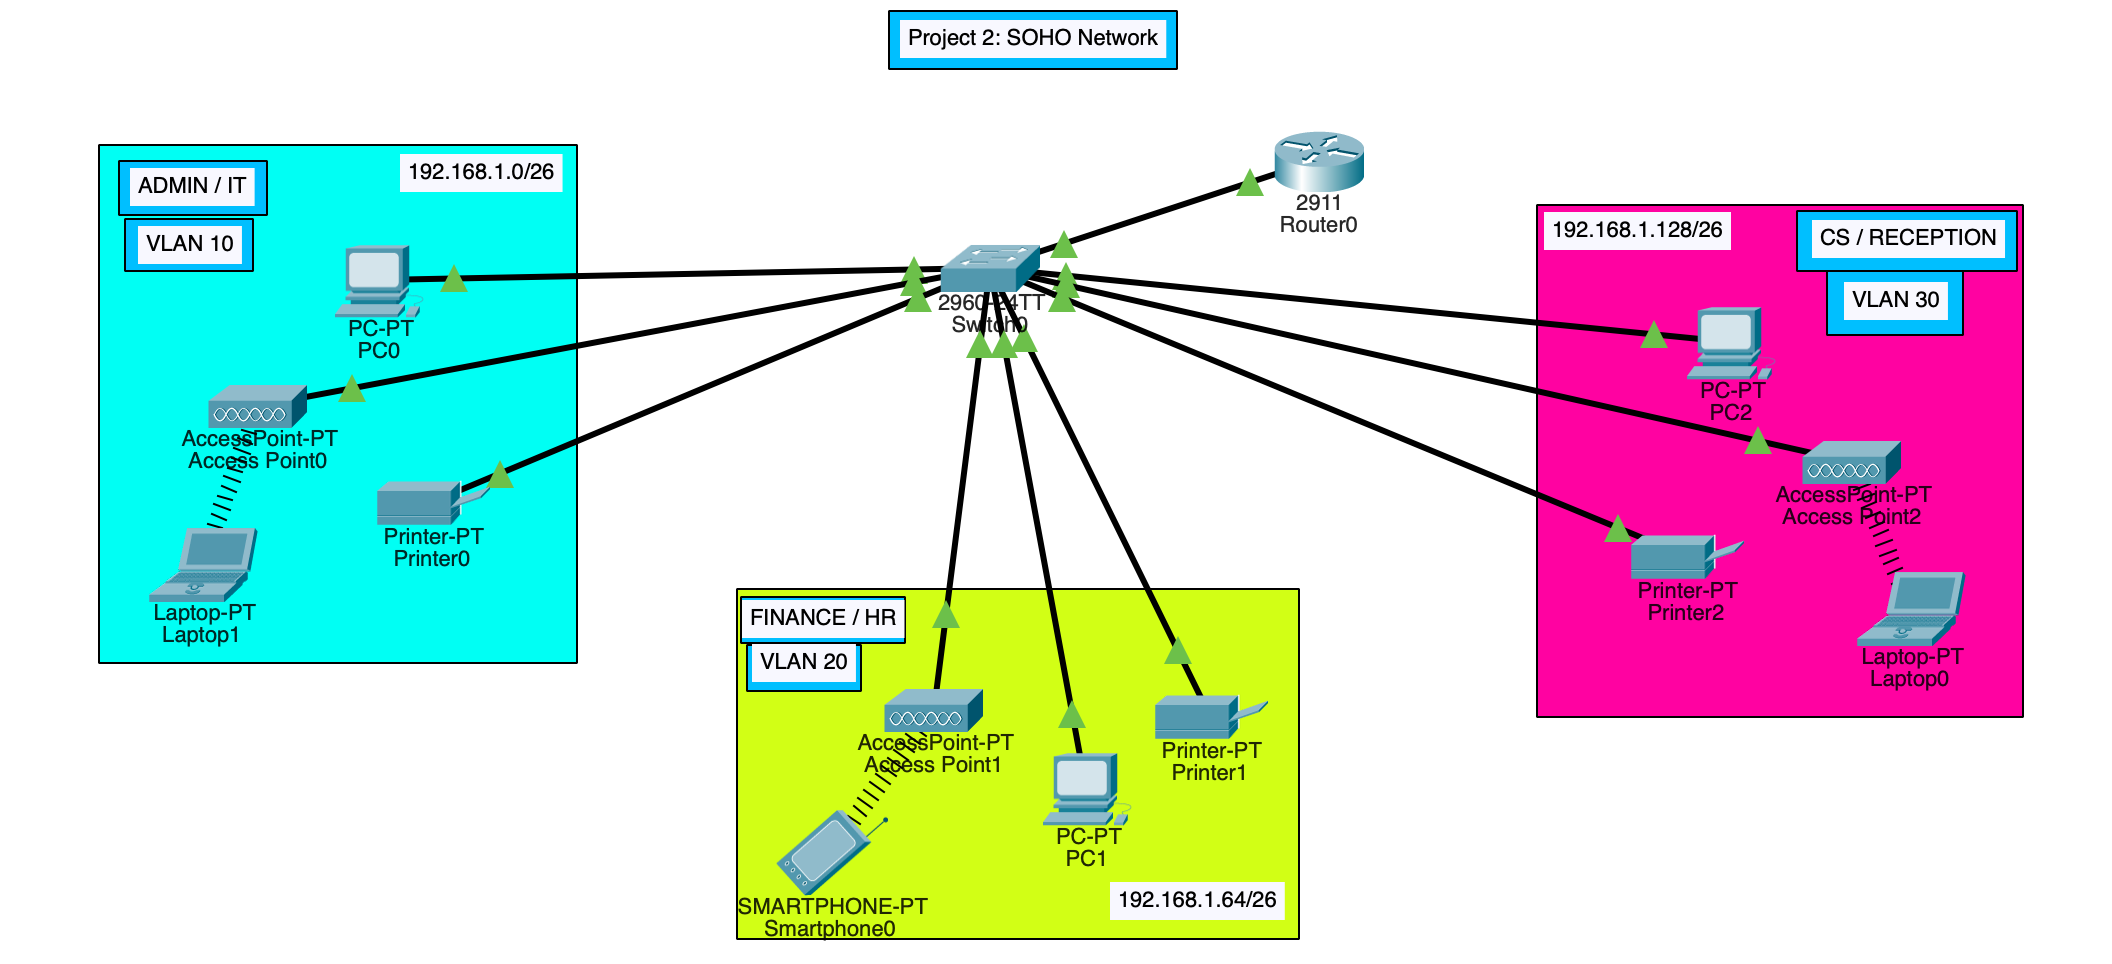 Project 2: SOHO Network
2911
Router0
2960-24TT
Switch0
ADMIN / IT
192.168.1.0/26
VLAN 10
PC-PT
PC0
AccessPoint-PT
Access Point0
Printer-PT
Printer0
Laptop-PT
Laptop1
FINANCE / HR
VLAN 20
AccessPoint-PT
Access Point1
Printer-PT
Printer1
PC-PT
PC1
SMARTPHONE-PT
Smartphone0
192.168.1.64/26
192.168.1.128/26
CS / RECEPTION
VLAN 30
PC-PT
PC2
AccessPoint-PT
Access Point2
Printer-PT
Printer2
Laptop-PT
Laptop0